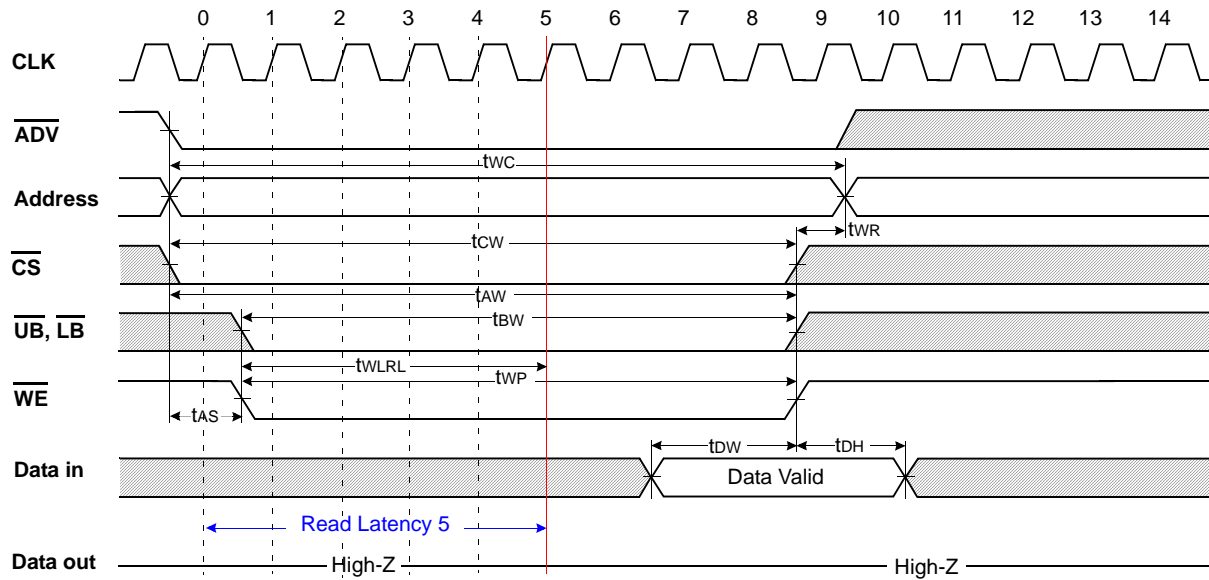 0 1 2 3 4 5 6 7 8 9 10 11 12 13 14
CLK
ADV
tWC
Address
tWR
tCW
CS
tAW
UB, LB
tBW
tWLRL
tWP
WE
tAS
tDW
tDH
Data in
Data Valid
Read Latency 5
Data out
High-Z
High-Z